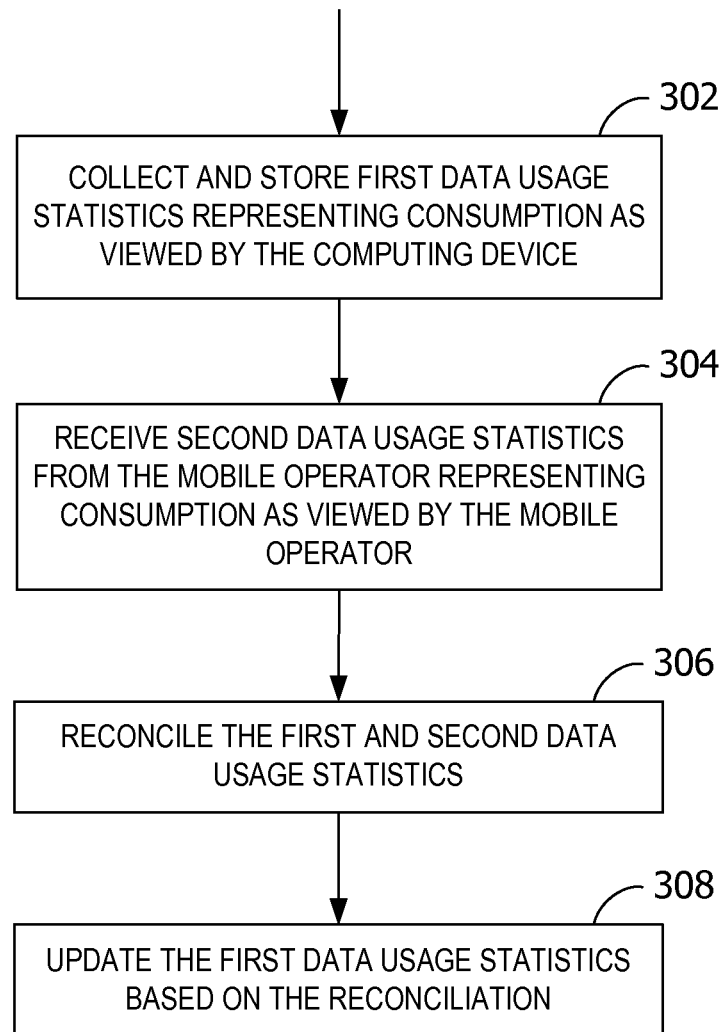 302
COLLECT AND STORE FIRST DATA USAGE
STATISTICS REPRESENTING CONSUMPTION AS
VIEWED BY THE COMPUTING DEVICE
304
RECEIVE SECOND DATA USAGE STATISTICS
FROM THE MOBILE OPERATOR REPRESENTING
CONSUMPTION AS VIEWED BY THE MOBILE
OPERATOR
306
RECONCILE THE FIRST AND SECOND DATA
USAGE STATISTICS
308
UPDATE THE FIRST DATA USAGE STATISTICS
BASED ON THE RECONCILIATION